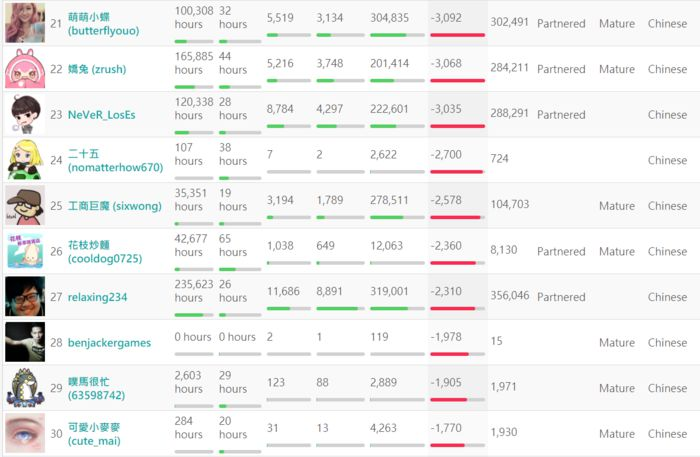 21 萌萌小蝶 (butterflyouo) 100,308 hours 32 hours 5,519 3,134 304,835 -3,092 302,491 Partnered Mature Chinese
22 嬌兔 (zrush) 165,885 hours 44 hours 5,216 3,748 201,414 -3,068 284,211 Partnered Mature Chinese
23 NeVeR_LosEs 120,338 hours 28 hours 8,784 4,297 222,601 -3,035 288,291 Partnered Chinese
24 二十五 (nomatterhow670) 107 hours 38 hours 7 2 2,622 -2,700 724 Chinese
25 工商巨魔 (sixwong) 35,351 hours 19 hours 3,194 1,789 278,511 -2,578 104,703 Mature Chinese
26 花枝炒麵 (cooldog0725) 42,677 hours 65 hours 1,038 649 12,063 -2,360 8,130 Partnered Mature Chinese
27 relaxing234 235,623 hours 26 hours 11,686 8,891 319,001 -2,310 356,046 Partnered Chinese
28 benjackergames 0 hours 0 hours 2 1 119 -1,978 15 Mature Chinese
29 噗馬很忙 (63598742) 2,603 hours 29 hours 123 88 2,889 -1,905 1,971 Mature Chinese
30 可愛小麥麥 (cute_mai) 284 hours 20 hours 31 13 4,263 -1,770 1,930 Mature Chinese